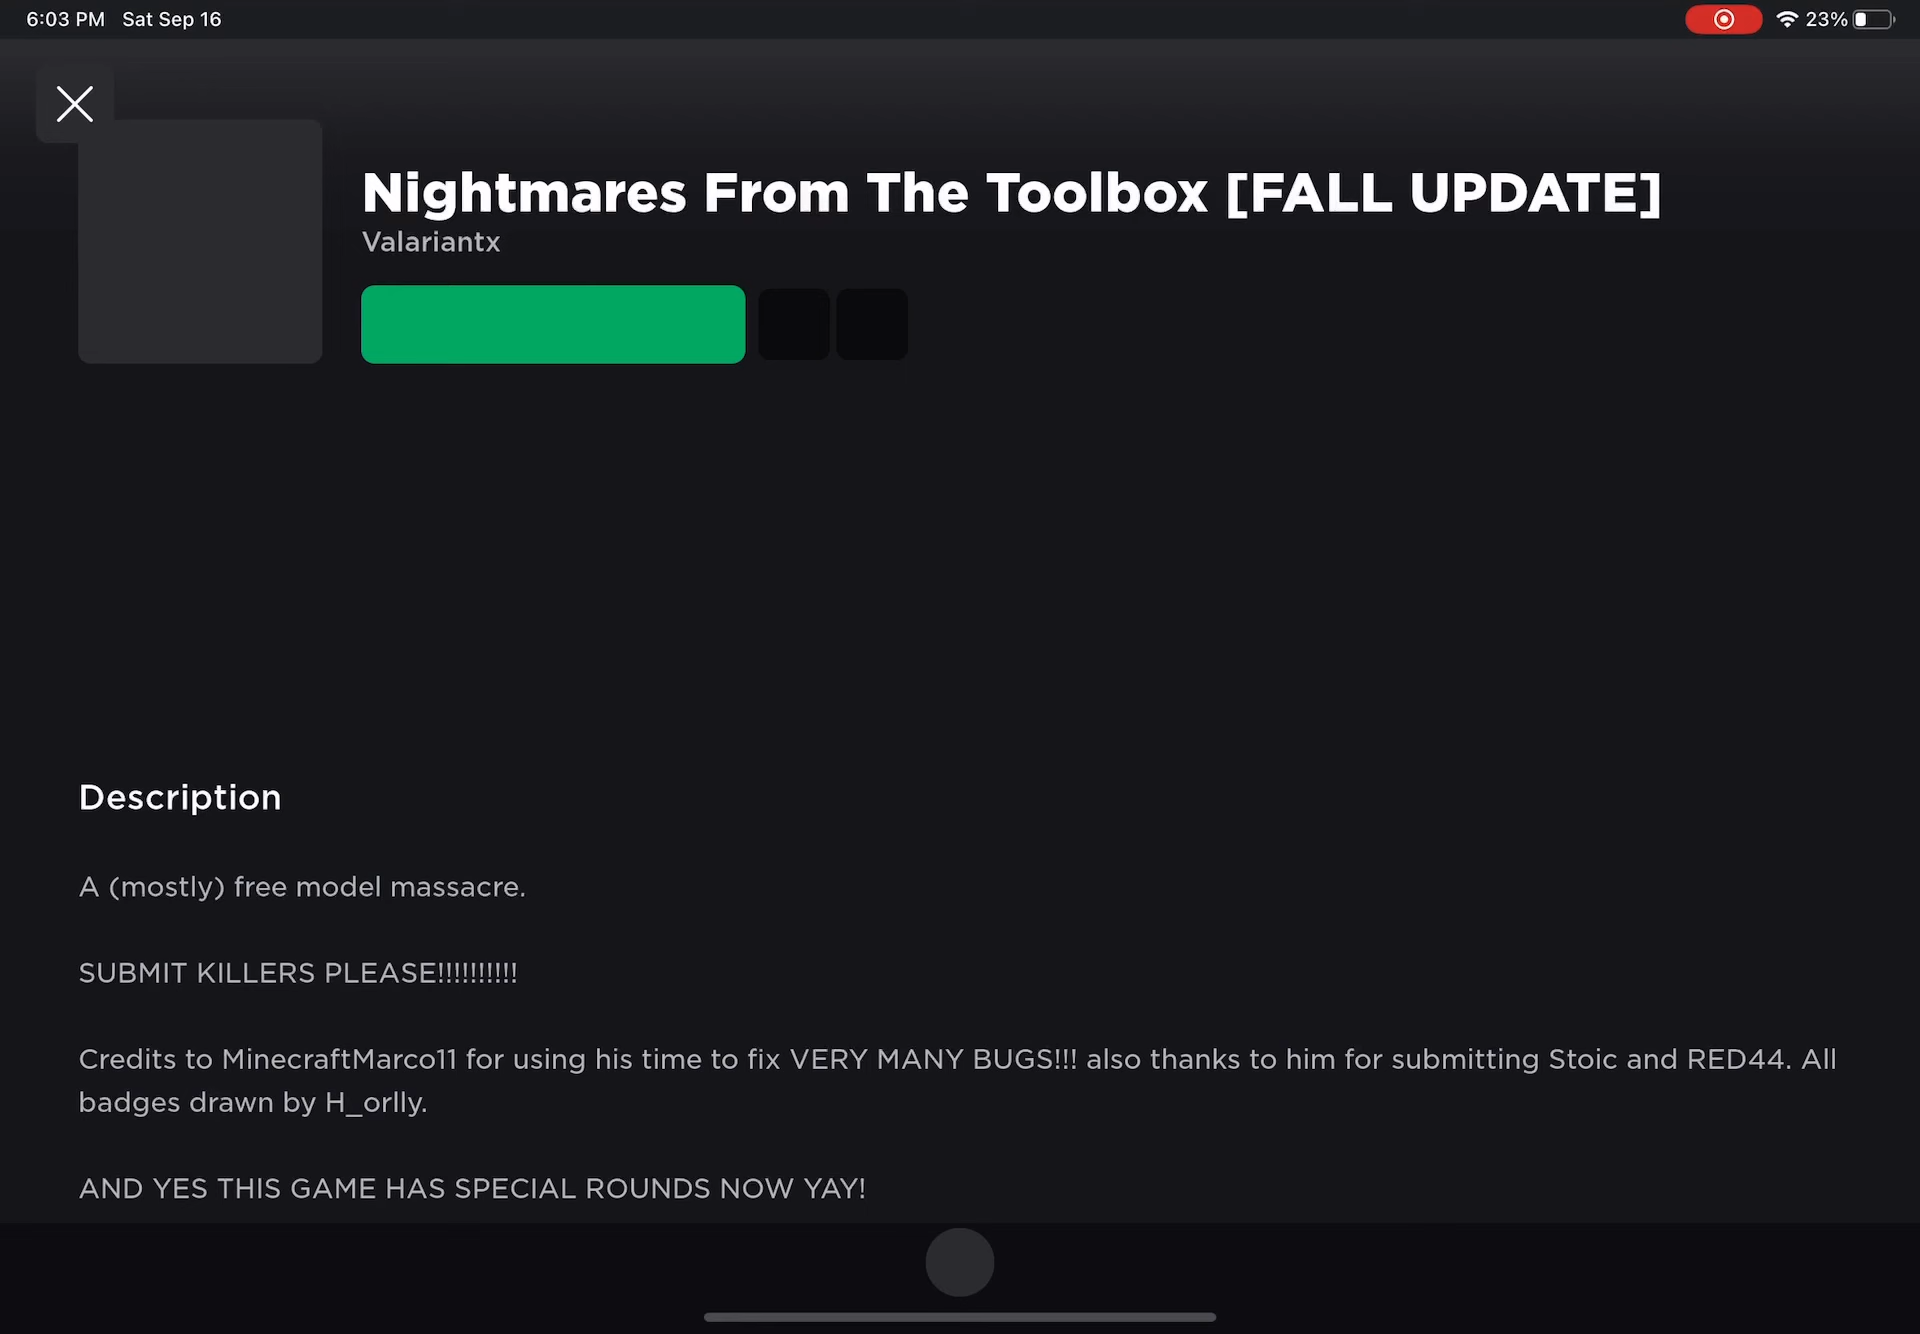 6:03 PM Sat Sep 16
23%
Nightmares From The Toolbox [FALL UPDATE]
Valariantx
Description
A (mostly) free model massacre.
SUBMIT KILLERS PLEASE!!!!!!!!!!
Credits to MinecraftMarco11 for using his time to fix VERY MANY BUGS!!! also thanks to him for submitting Stoic and RED44. All
badges drawn by H_orlly.
AND YES THIS GAME HAS SPECIAL ROUNDS NOW YAY!